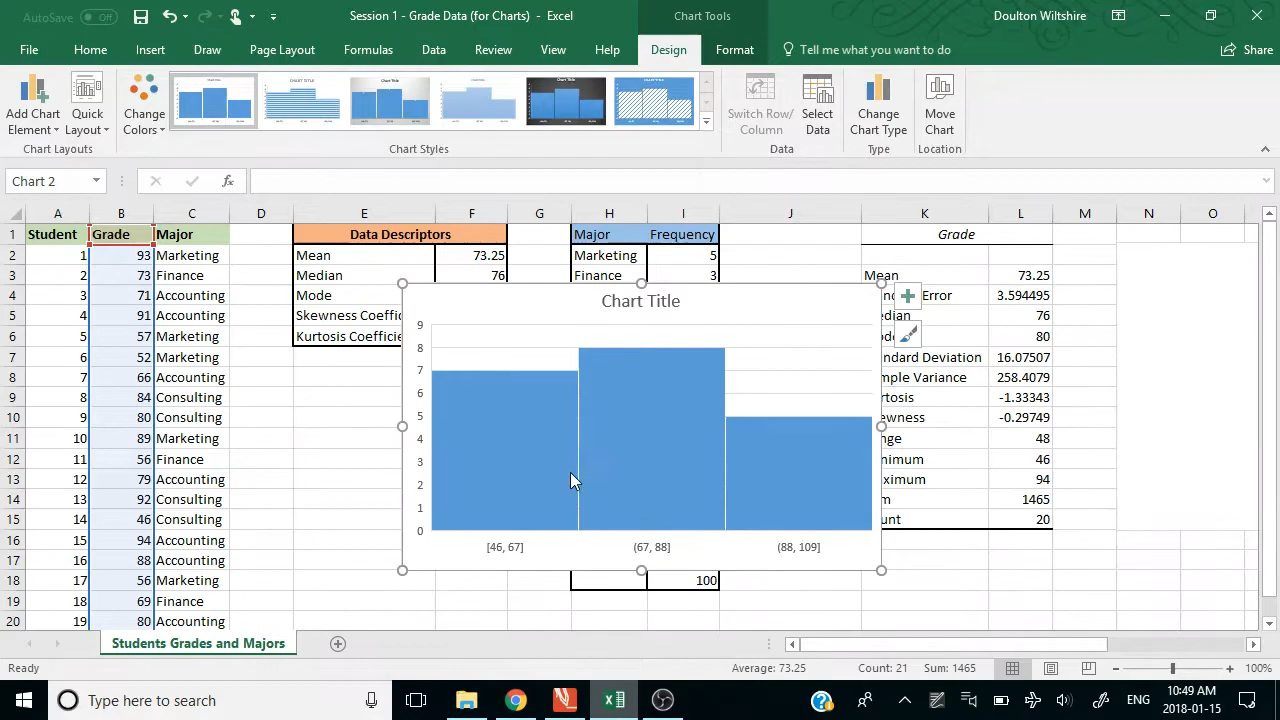 AutoSave Off Session 1 - Grade Data (for Charts) - Excel Chart Tools Doulton Wiltshire
File Home Insert Draw Page Layout Formulas Data Review View Help Design Format Tell me what you want to do Share
Add Chart Element Quick Layout Change Colors Switch Row/ Column Select Data Change Chart Type Move Chart
Chart Layouts Chart Styles Data Type Location
Chart 2 fx
A B C D E F G H I J K L M N O
1 Student Grade Major Data Descriptors Major Frequency Grade
2 1 93 Marketing Mean 73.25 Marketing 5
3 2 73 Finance Median 76 Finance 3 Mean 73.25
4 3 71 Accounting Mode Error 3.594495
5 4 91 Accounting Skewness Coeffic edian 76
6 5 57 Marketing Kurtosis Coefficie 80
7 6 52 Marketing Standard Deviation 16.07507
8 7 66 Accounting mple Variance 258.4079
9 8 84 Consulting rtosis -1.33343
10 9 80 Consulting ewness -0.29749
11 10 89 Marketing nge 48
12 11 56 Finance nimum 46
13 12 79 Accounting ximum 94
14 13 92 Consulting m 1465
15 14 46 Consulting unt 20
16 15 94 Accounting
17 16 88 Accounting
18 17 56 Marketing 100
19 18 69 Finance
20 19 80 Accounting
Chart Title
9
8
7
6
5
4
3
2
1
0
[46, 67] (67, 88] (88, 109]
Students Grades and Majors
Ready Average: 73.25 Count: 21 Sum: 1465 100%
Type here to search ENG 10:49 AM
2018-01-15